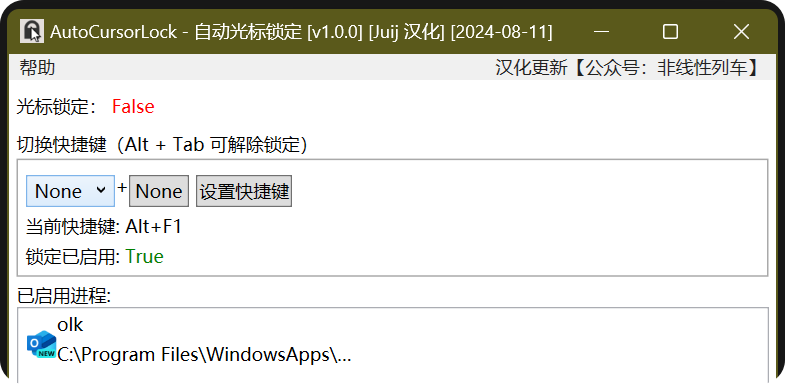 AutoCursorLock - 自动光标锁定 [v1.0.0] [Juij 汉化] [2024-08-11]
帮助 汉化更新【公众号：非线性列车】
光标锁定： False
切换快捷键（Alt + Tab 可解除锁定）
None + None 设置快捷键
当前快捷键: Alt+F1
锁定已启用: True
已启用进程:
olk
NEW
C:\Program Files\WindowsApps\...